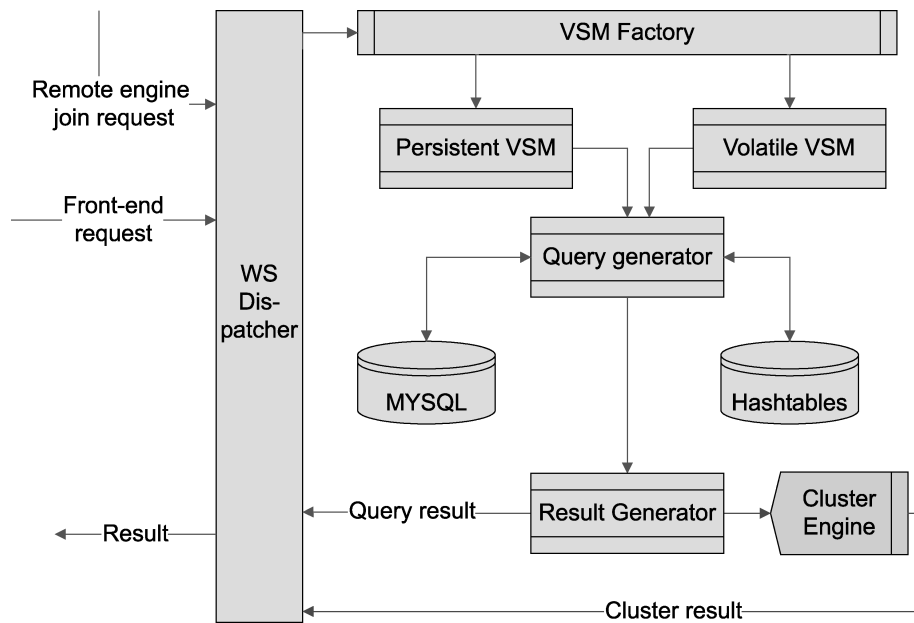 VSM Factory
Remote engine
join request
Persistent VSM
Volatile VSM
Front-end
request
Query generator
WS
Dis-
patcher
MYSQL
Hashtables
Query result
Result Generator
Cluster
Engine
Result
Cluster result